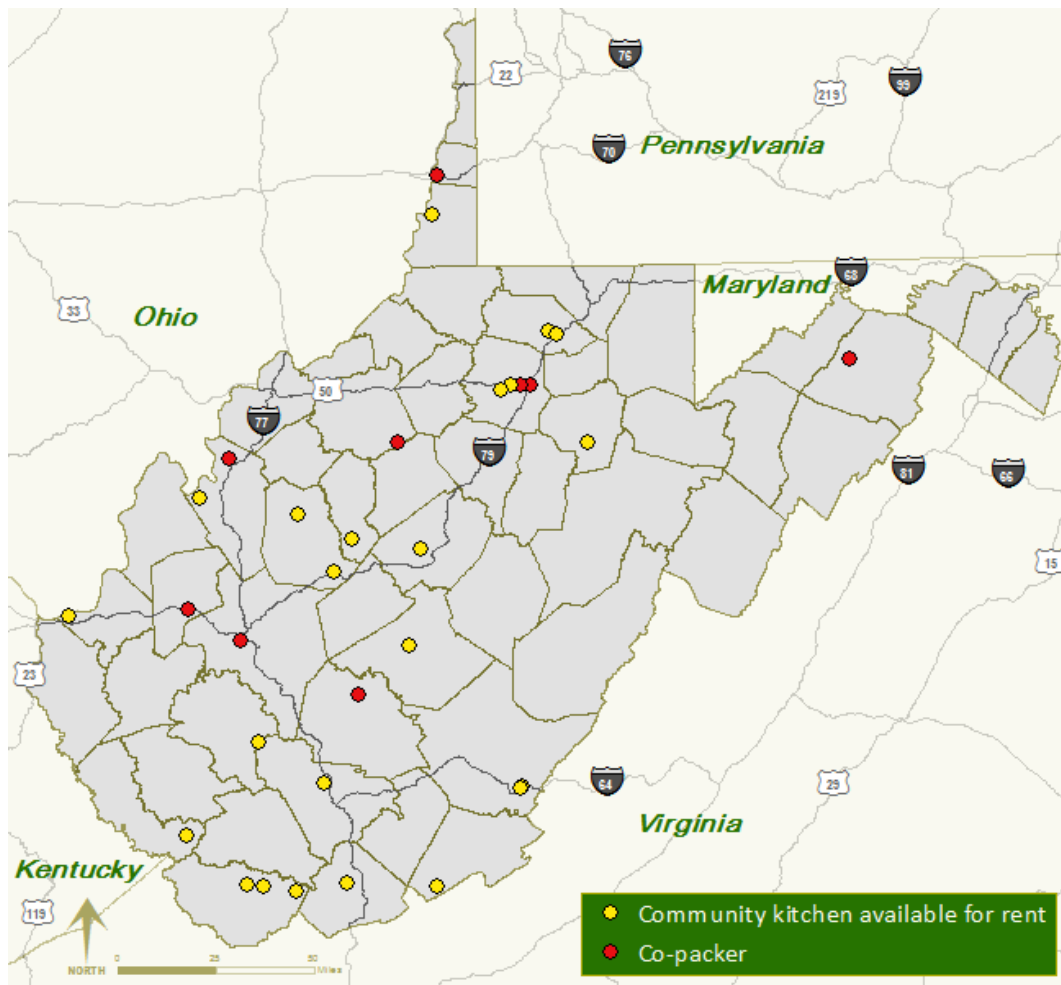 76
22
99
219
70
Pennsylvania
68
Maryland
33
Ohio
50
77
79
81
66
15
23
64
29
Virginia
Kentucky
119
NORTH
0
25
50
Miles
Community kitchen available for rent
Co-packer